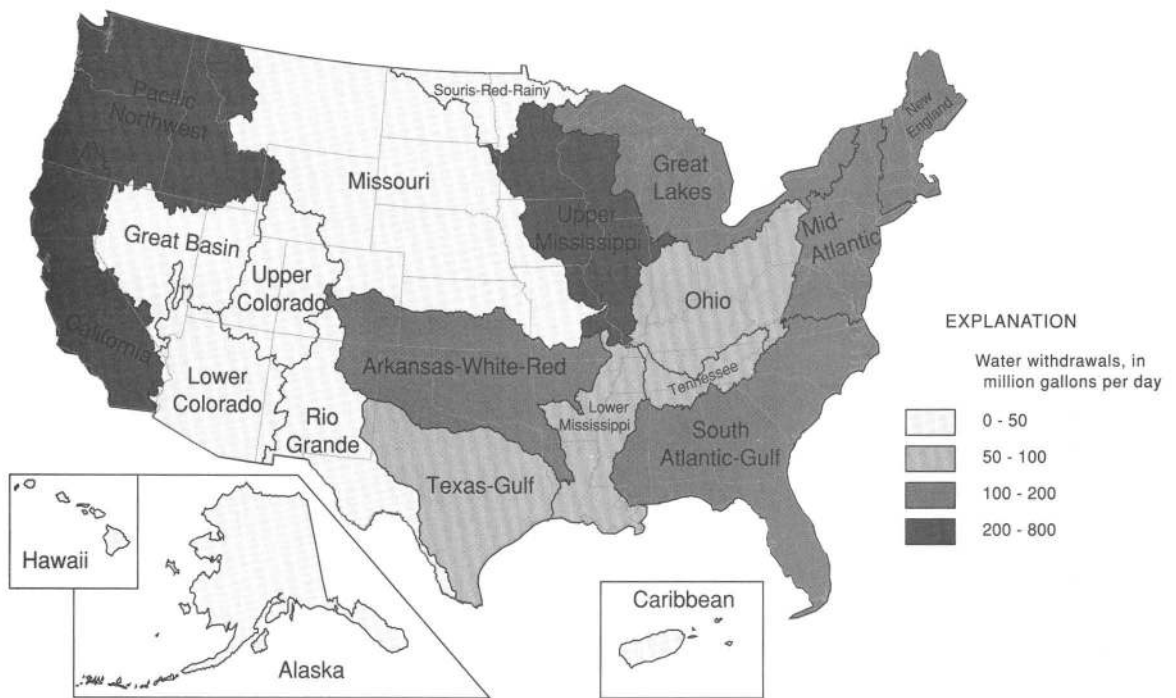 Souris-Red-Rainy
New
England
Pacific
Northwest
Great
Lakes
Missouri
Upper
Mississippi
Mid-
Atlantic
Great Basin
Upper
Colorado
Ohio
California
Arkansas-White-Red
Tennessee
Lower
Colorado
Lower
Mississippi
Rio
Grande
South
Atlantic-Gulf
Texas-Gulf
EXPLANATION
Water withdrawals, in
million gallons per day
0 - 50
50 - 100
100 - 200
200 - 800
Hawaii
Alaska
Caribbean